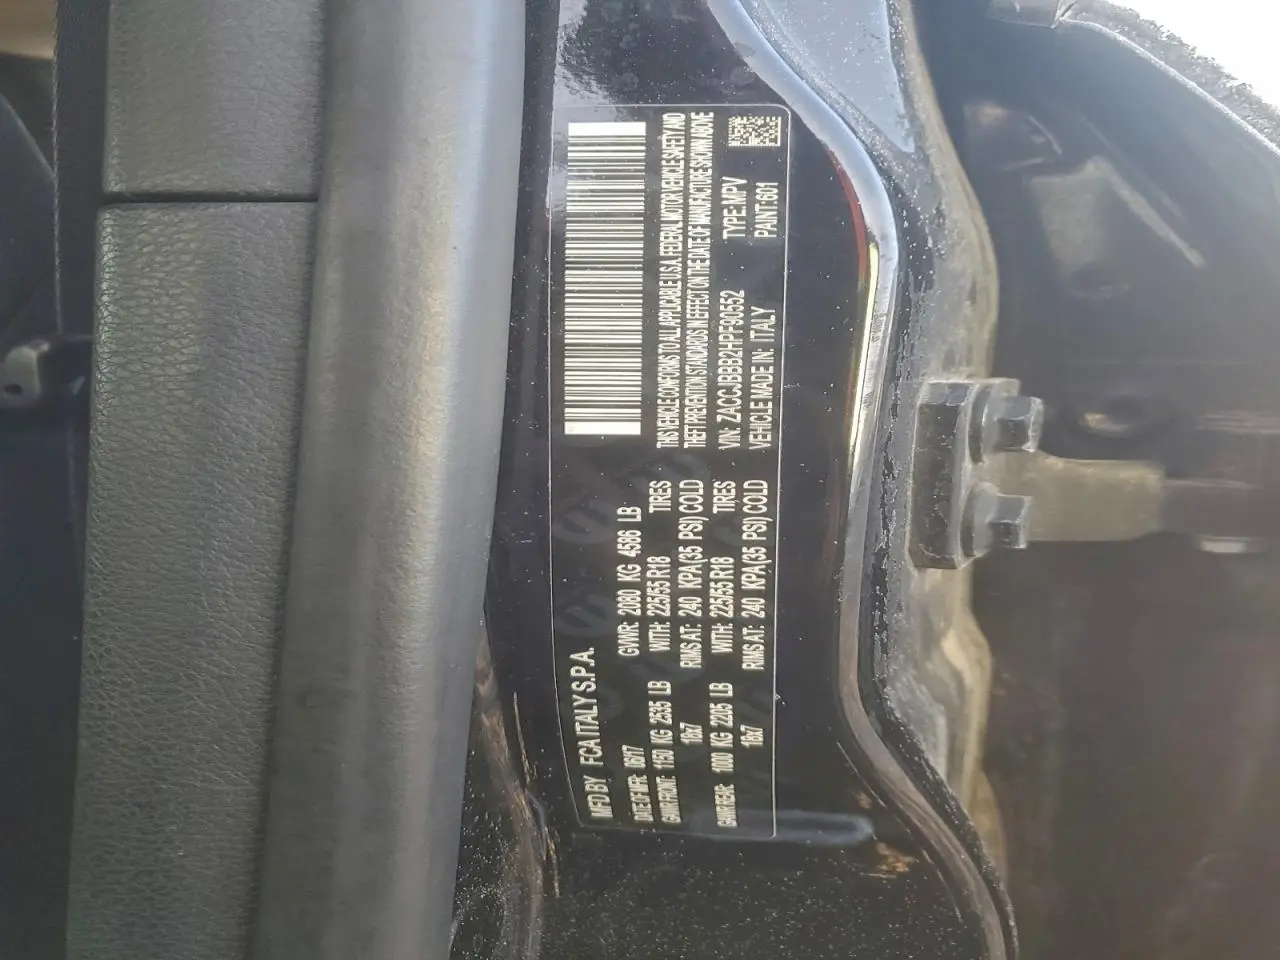 MFD BY FCA ITALY S.P.A.
DATE OF MFR: 06/17 GVWR: 2080 KG 4586 LB
GAWR FRONT: 1150 KG 2535 LB WITH: 225/55 R18 TIRES
18x7 RIMS AT: 240 KPA(35 PSI) COLD
GAWR REAR: 1000 KG 2205 LB WITH: 225/55 R18 TIRES
18x7 RIMS AT: 240 KPA(35 PSI) COLD
THIS VEHICLE CONFORMS TO ALL APPLICABLE U.S.A. FEDERAL MOTOR VEHICLE SAFETY AND
THEFT PREVENTION STANDARDS IN EFFECT ON THE DATE OF MANUFACTURE SHOWN ABOVE
VIN: ZACCJBBB2HPF90552 TYPE:MPV
VEHICLE MADE IN: ITALY PAINT:601